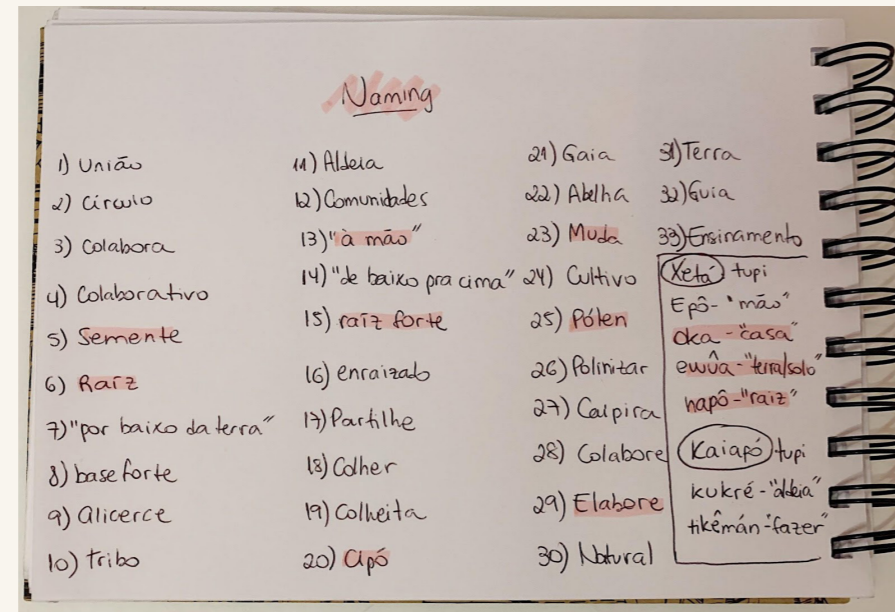 Naming
1) União
2) Círculo
3) Colabora
4) Colaborativo
5) Semente
6) Raíz
7) "por baixo da terra"
8) base forte
9) alicerce
10) tribo
11) Aldeia
12) Comunidades
13) "à mão"
14) "de baixo pra cima"
15) raíz forte
16) enraizado
17) Partilhe
18) Colher
19) Colheita
20) Cipó
21) Gaia
22) Abelha
23) Muda
24) Cultivo
25) Pólen
26) Polinizar
27) Caipira
28) Colabore
29) Elabore
30) Natural
31) Terra
32) Guia
33) Ensinamento
Xetá tupi
Epô - "mão"
oka - "casa"
ewûa - "terra/solo"
hapô - "raiz"
Kaiapó tupi
kukré - "aldeia"
tikêmán - "fazer"